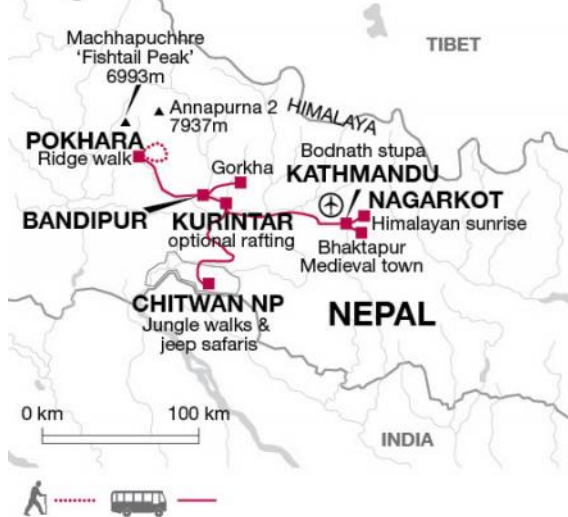 Machhapuchhre
'Fishtail Peak'
6993m
TIBET
Annapurna 2
7937m
HIMALAYA
POKHARA
Ridge walk
Bodnath stupa
Gorkha
KATHMANDU
NAGARKOT
BANDIPUR
KURINTAR
Himalayan sunrise
optional rafting
Bhaktapur
Medieval town
CHITWAN NP
NEPAL
Jungle walks &
jeep safaris
0 km
100 km
INDIA